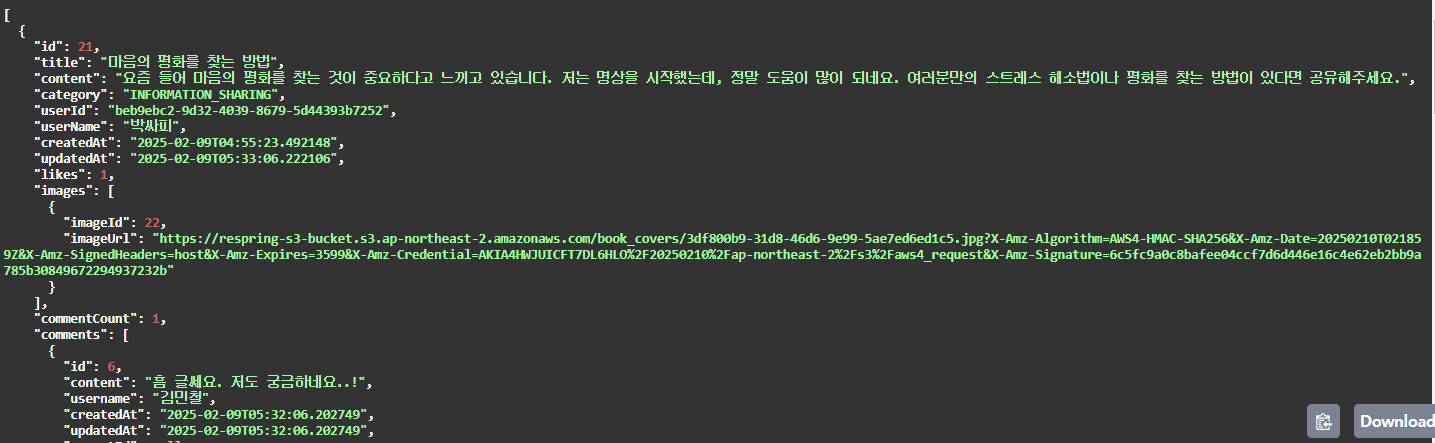 [
{
"id": 21,
"title": "마음의 평화를 찾는 방법",
"content": "요즘 들어 마음의 평화를 찾는 것이 중요하다고 느끼고 있습니다. 저는 명상을 시작했는데, 정말 도움이 많이 되네요. 여러분만의 스트레스 해소법이나 평화를 찾는 방법이 있다면 공유해주세요.",
"category": "INFORMATION_SHARING",
"userId": "beb9ebc2-9d32-4039-8679-5d44393b7252",
"userName": "박싸피",
"createdAt": "2025-02-09T04:55:23.492148",
"updatedAt": "2025-02-09T05:33:06.222106",
"likes": 1,
"images": [
{
"imageId": 22,
"imageUrl": "https://respring-s3-bucket.s3.ap-northeast-2.amazonaws.com/book_covers/3df800b9-31d8-46d6-9e99-5ae7ed6ed1c5.jpg?X-Amz-Algorithm=AWS4-HMAC-SHA256&X-Amz-Date=20250210T02185
9Z&X-Amz-SignedHeaders=host&X-Amz-Expires=3599&X-Amz-Credential=AKIA4HWJUICFT7DL6HLO%2F20250210%2Fap-northeast-2%2Fs3%2Faws4_request&X-Amz-Signature=6c5fc9a0c8bafee04ccf7d6d446e16c4e62eb2bb9a
785b30849672294937232b"
}
],
"commentCount": 1,
"comments": [
{
"id": 6,
"content": "흠 글쎄요. 저도 궁금하네요..!",
"username": "김민철",
"createdAt": "2025-02-09T05:32:06.202749",
"updatedAt": "2025-02-09T05:32:06.202749",
Download